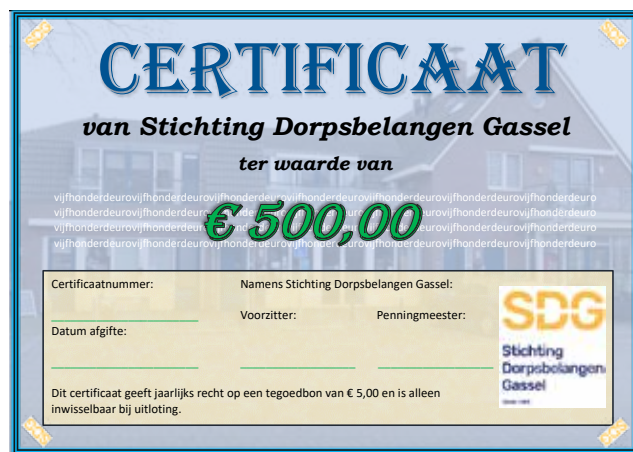 CERTIFICAAT
van Stichting Dorpsbelangen Gassel
ter waarde van
vijfhonderdeurovijfhonderdeurovijfhonderdeurovijfhonderdeurovijfhonderdeurovijfhonderdeuro
vijfhonderdeurovijfhonderdeurovijfhonderdeurovijfhonderdeurovijfhonderdeurovijfhonderdeuro
€ 500,00
vijfhonderdeurovijfhonderdeurovijfhonderdeurovijfhonderdeurovijfhonderdeurovijfhonderdeuro
vijfhonderdeurovijfhonderdeurovijfhonderdeurovijfhonderdeurovijfhonderdeurovijfhonderdeuro
Certificaatnummer:
Namens Stichting Dorpsbelangen Gassel:
Voorzitter:
Penningmeester:
Datum afgifte:
SDG
Stichting
Dorpsbelangen
Gassel
Dit certificaat geeft jaarlijks recht op een tegoedbon van € 5,00 en is alleen
inwisselbaar bij uitloting.